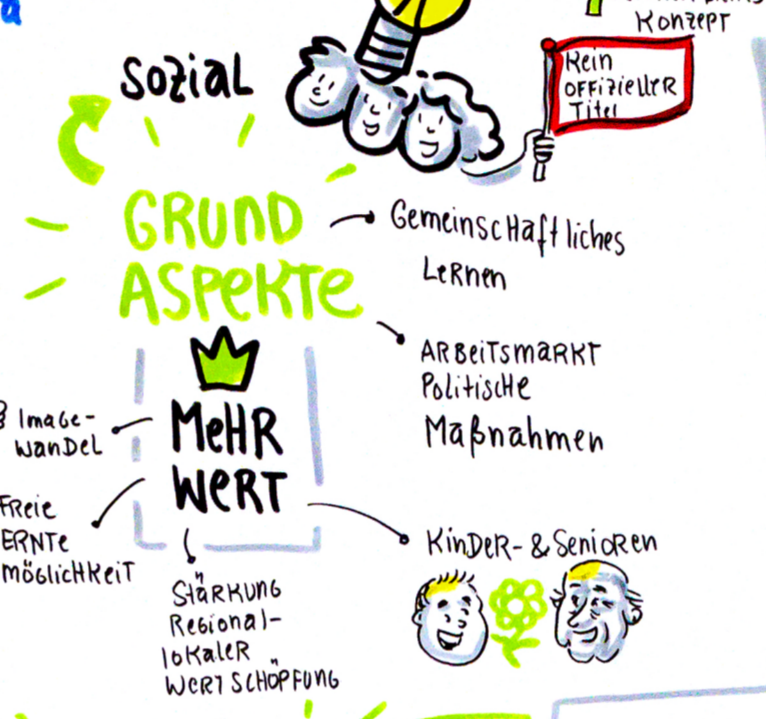 Konzept
Kein
offizieller
Titel
Sozial
GRUND
ASPEKTE
Gemeinschaftliches
Lernen
Arbeitsmarkt
Politische
Maßnahmen
MEHR
WERT
Image-
wandel
Freie
Ernte
möglichkeit
Stärkung
Regional-
lokaler
Wertschöpfung
Kinder- & Senioren